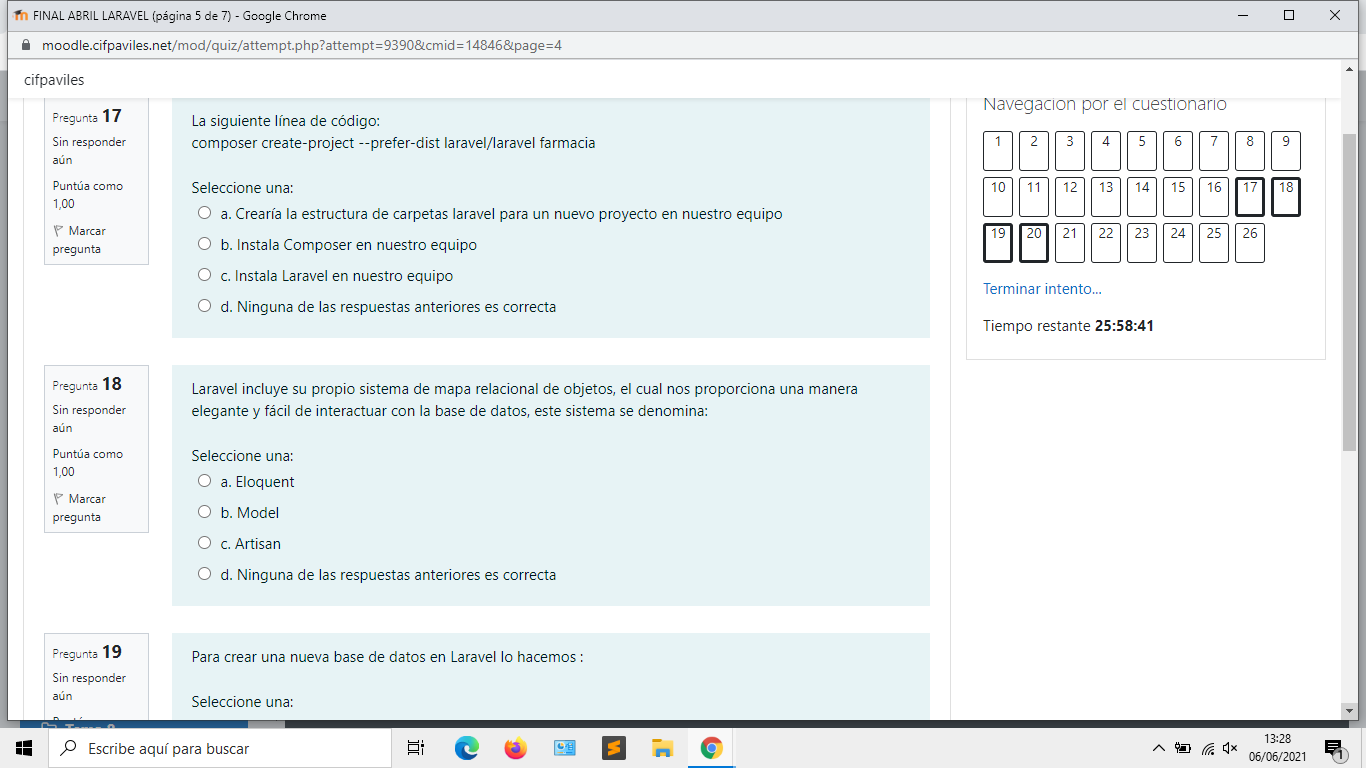 FINAL ABRIL LARAVEL (página 5 de 7) - Google Chrome
moodle.cifpaviles.net/mod/quiz/attempt.php?attempt=9390&cmid=14846&page=4
cifpaviles
Pregunta 17
Sin responder
aún
Puntúa como
1,00
Marcar
pregunta
La siguiente línea de código:
composer create-project --prefer-dist laravel/laravel farmacia
Seleccione una:
a. Crearía la estructura de carpetas laravel para un nuevo proyecto en nuestro equipo
b. Instala Composer en nuestro equipo
c. Instala Laravel en nuestro equipo
d. Ninguna de las respuestas anteriores es correcta
Pregunta 18
Sin responder
aún
Puntúa como
1,00
Marcar
pregunta
Laravel incluye su propio sistema de mapa relacional de objetos, el cual nos proporciona una manera
elegante y fácil de interactuar con la base de datos, este sistema se denomina:
Seleccione una:
a. Eloquent
b. Model
c. Artisan
d. Ninguna de las respuestas anteriores es correcta
Pregunta 19
Sin responder
aún
Para crear una nueva base de datos en Laravel lo hacemos :
Seleccione una:
Navegación por el cuestionario
1 2 3 4 5 6 7 8 9
10 11 12 13 14 15 16 17 18
19 20 21 22 23 24 25 26
Terminar intento...
Tiempo restante 25:58:41
Escribe aquí para buscar
13:28
06/06/2021
1